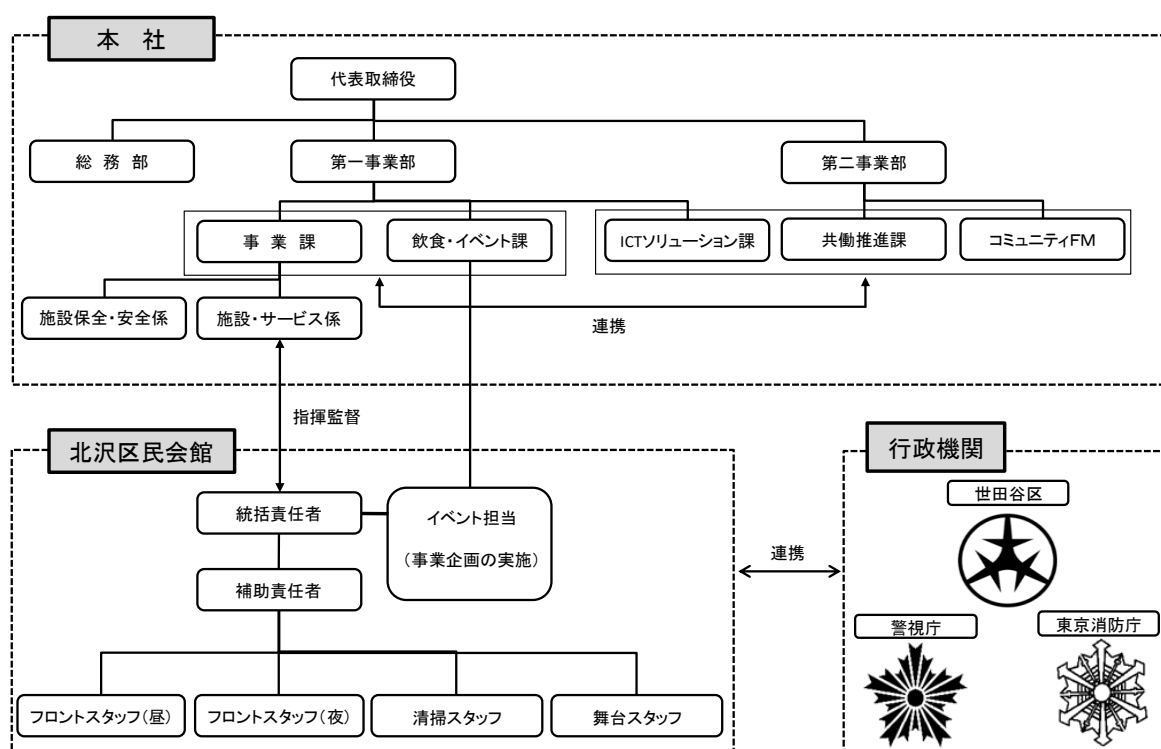 本 社
代表取締役
総 務 部
第一事業部
第二事業部
事 業 課
飲食・イベント課
ICTソリューション課
共働推進課
コミュニティFM
施設保全・安全係
施設・サービス係
連携
指揮監督
北沢区民会館
行政機関
統括責任者
イベント担当
（事業企画の実施）
補助責任者
フロントスタッフ（昼）
フロントスタッフ（夜）
清掃スタッフ
舞台スタッフ
連携
世田谷区
警視庁
東京消防庁